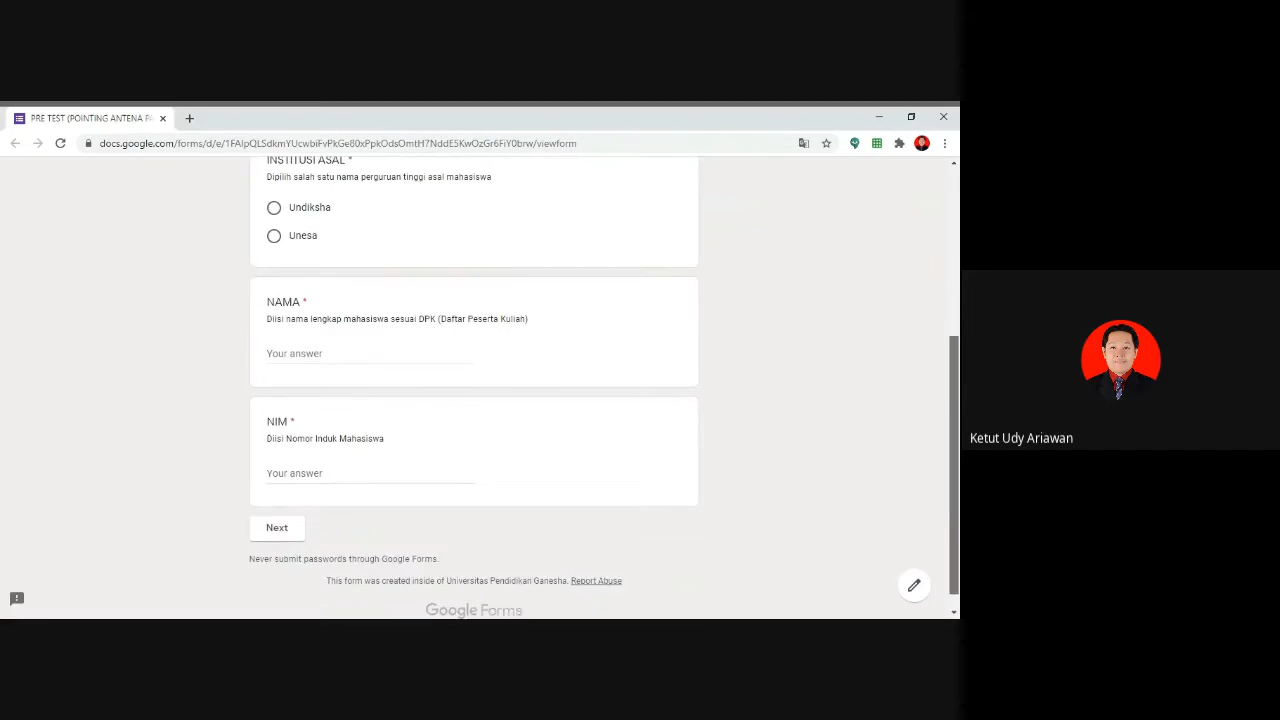 PRE TEST (POINTING ANTENA PA
docs.google.com/forms/d/e/1FAIpQLSdkmYUcwbiFvPkGe80xPpkOdsOmtH7NddE5KwOzGr6FiY0brw/viewform
INSTITUSI ASAL *
Dipilih salah satu nama perguruan tinggi asal mahasiswa
Undiksha
Unesa
NAMA *
Diisi nama lengkap mahasiswa sesuai DPK (Daftar Peserta Kuliah)
Your answer
NIM *
Diisi Nomor Induk Mahasiswa
Your answer
Next
Never submit passwords through Google Forms.
This form was created inside of Universitas Pendidikan Ganesha. Report Abuse
Google Forms
Ketut Udy Ariawan